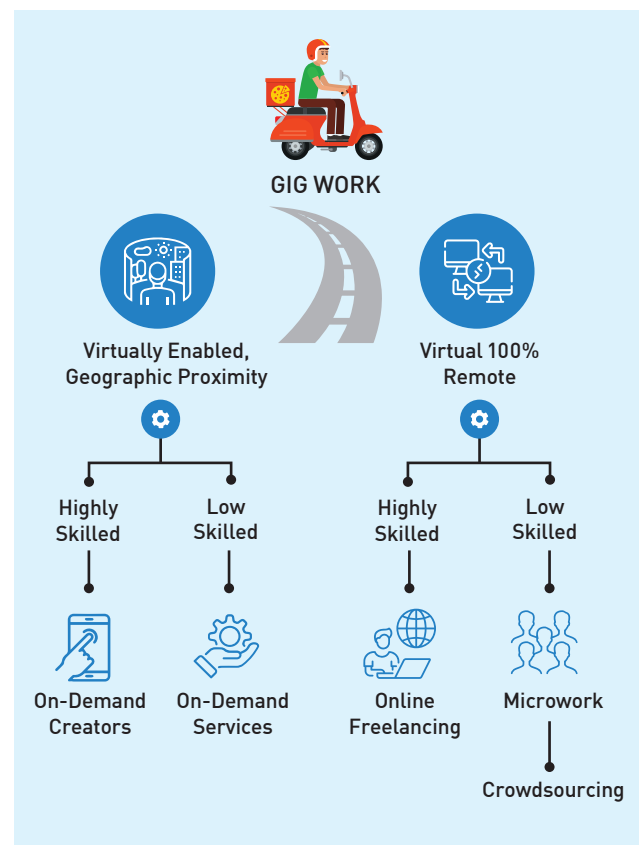 GIG WORK
Virtually Enabled,
Geographic Proximity
Virtual 100%
Remote
Highly
Skilled
Low
Skilled
Highly
Skilled
Low
Skilled
On-Demand
Creators
On-Demand
Services
Online
Freelancing
Microwork
Crowdsourcing